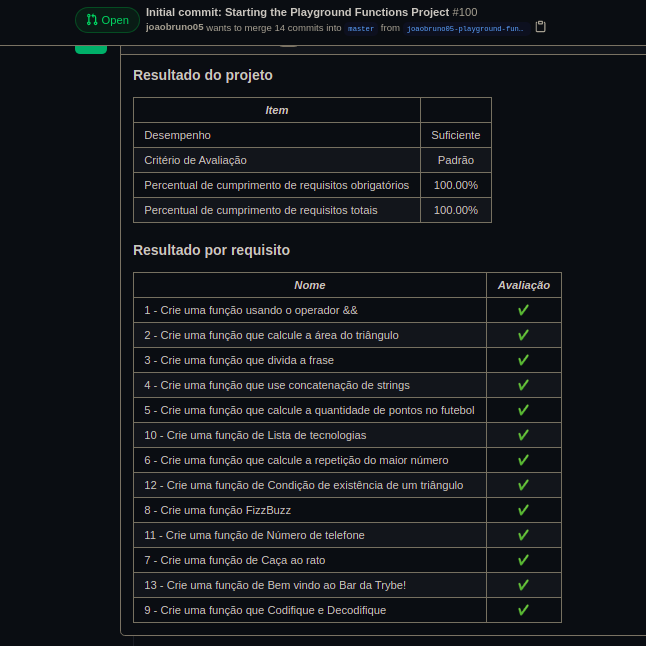 Open
Initial commit: Starting the Playground Functions Project #100
joaobruno05 wants to merge 14 commits into master from joaobruno05-playground-fun…
Resultado do projeto
Item
Desempenho Suficiente
Critério de Avaliação Padrão
Percentual de cumprimento de requisitos obrigatórios 100.00%
Percentual de cumprimento de requisitos totais 100.00%
Resultado por requisito
Nome Avaliação
1 - Crie uma função usando o operador && ✔
2 - Crie uma função que calcule a área do triângulo ✔
3 - Crie uma função que divida a frase ✔
4 - Crie uma função que use concatenação de strings ✔
5 - Crie uma função que calcule a quantidade de pontos no futebol ✔
10 - Crie uma função de Lista de tecnologias ✔
6 - Crie uma função que calcule a repetição do maior número ✔
12 - Crie uma função de Condição de existência de um triângulo ✔
8 - Crie uma função FizzBuzz ✔
11 - Crie uma função de Número de telefone ✔
7 - Crie uma função de Caça ao rato ✔
13 - Crie uma função de Bem vindo ao Bar da Trybe! ✔
9 - Crie uma função que Codifique e Decodifique ✔